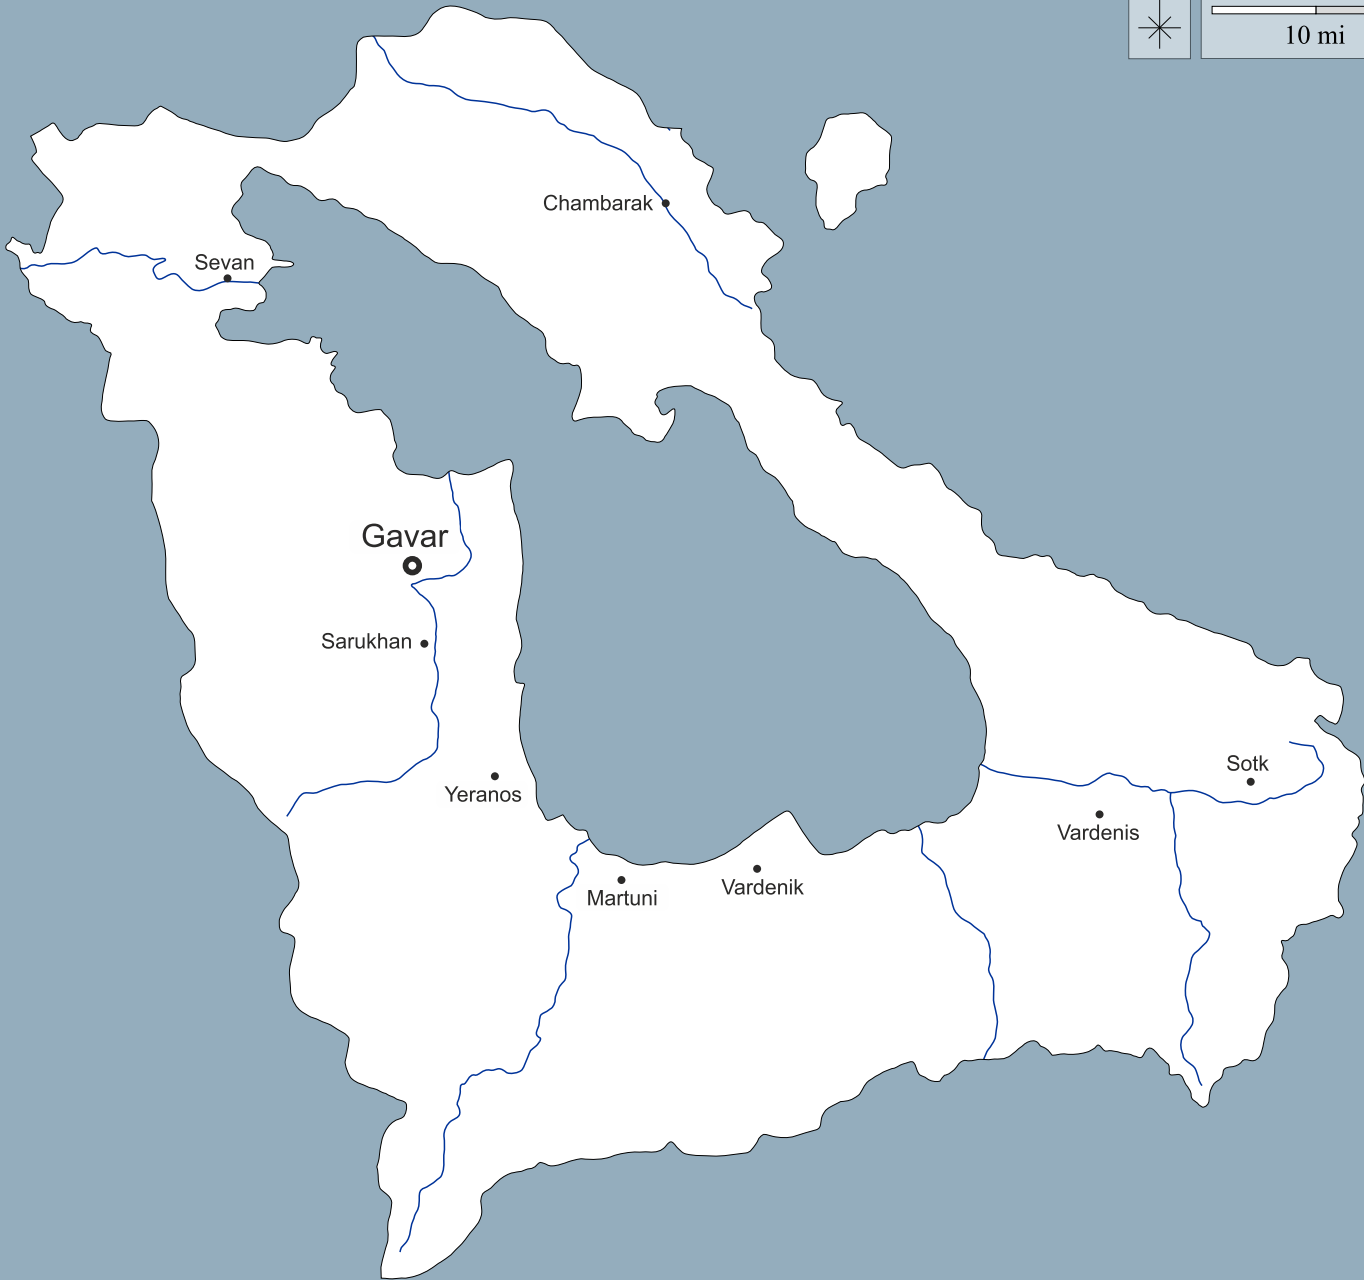 10 mi
Chambarak
Sevan
Gavar
Sarukhan
Sotk
Yeranos
Vardenis
Vardenik
Martuni